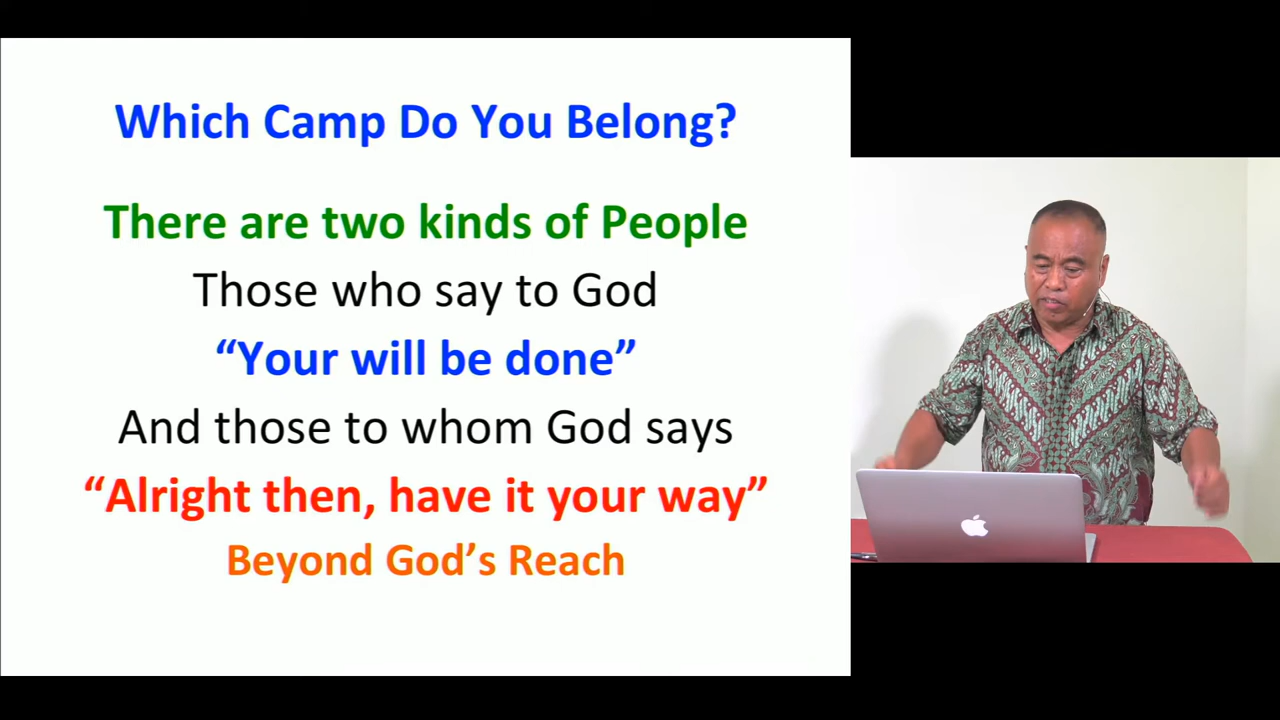 Which Camp Do You Belong?
There are two kinds of People
Those who say to God
“Your will be done”
And those to whom God says
“Alright then, have it your way”
Beyond God’s Reach